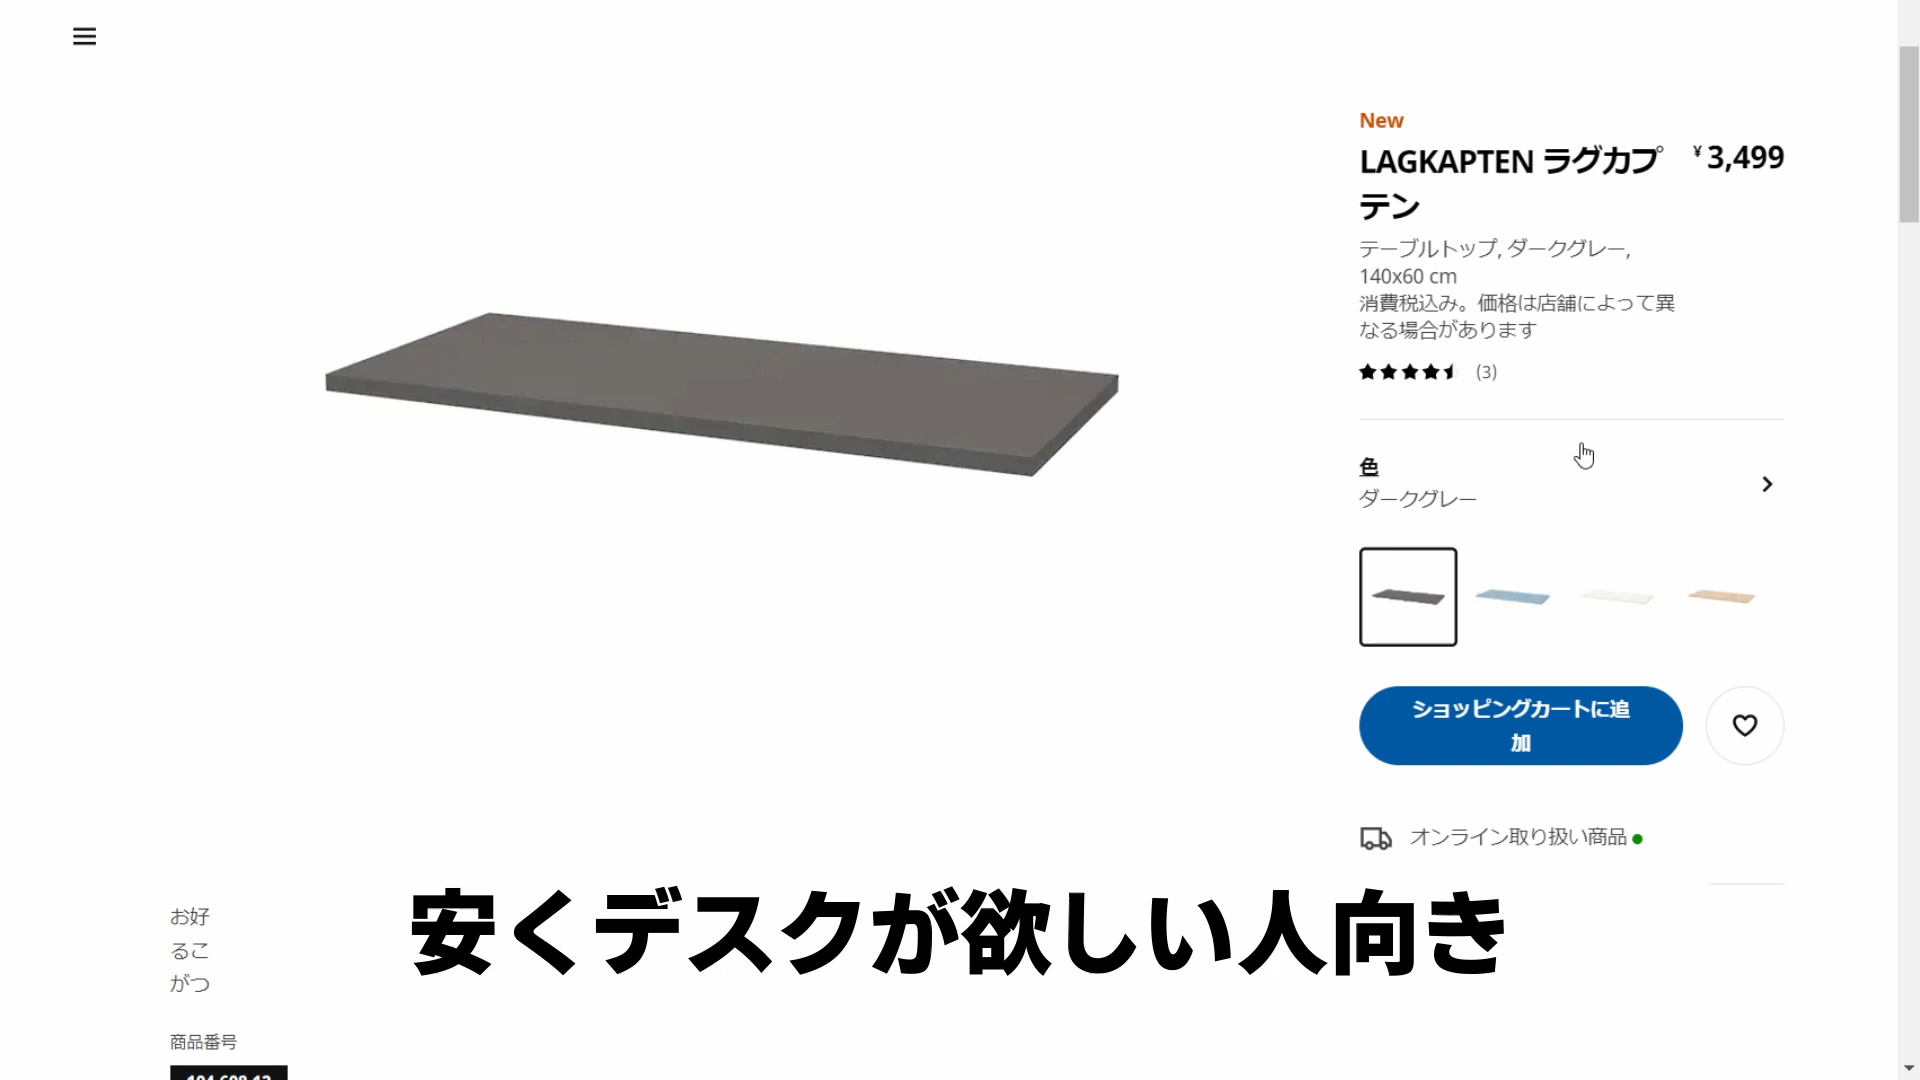 New
LAGKAPTEN ラグカプ
テン
¥3,499
テーブルトップ, ダークグレー,
140x60 cm
消費税込み。価格は店舗によって異
なる場合があります
(3)
色
ダークグレー
ショッピングカートに追
加
オンライン取り扱い商品
お好
るこ
がつ
安くデスクが欲しい人向き
商品番号